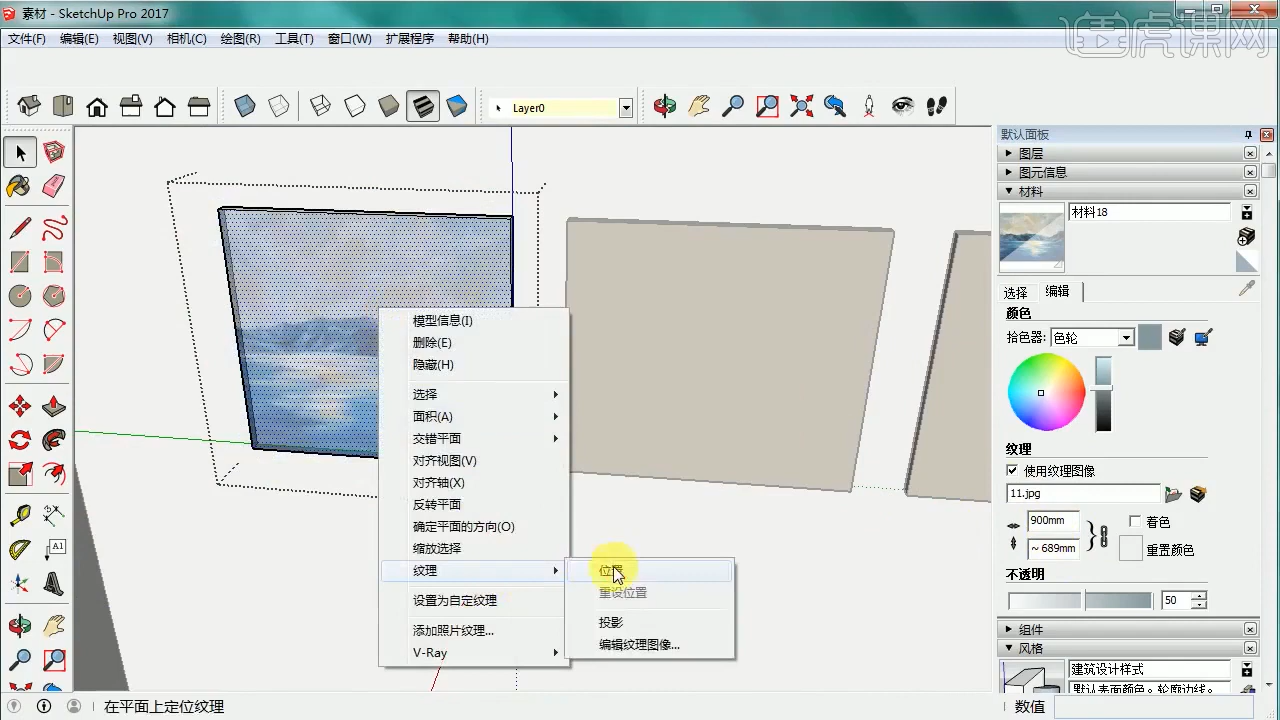 素材 - SketchUp Pro 2017
虎课网
文件(F) 编辑(E) 视图(V) 相机(C) 绘图(R) 工具(T) 窗口(W) 扩展程序 帮助(H)
Layer0
默认面板
图层
图元信息
材料
材料18
选择 编辑
颜色
拾色器: 色轮
纹理
使用纹理图像
11.jpg
900mm 着色
~ 689mm 重置颜色
不透明
50
组件
风格
建筑设计样式
默认表面颜色。轮廓边线。
模型信息(I)
删除(E)
隐藏(H)
选择
面积(A)
交错平面
对齐视图(V)
对齐轴(X)
反转平面
确定平面的方向(O)
缩放选择
纹理
设置为自定纹理
添加照片纹理...
V-Ray
位置
重设位置
投影
编辑纹理图像...
A1
在平面上定位纹理
数值